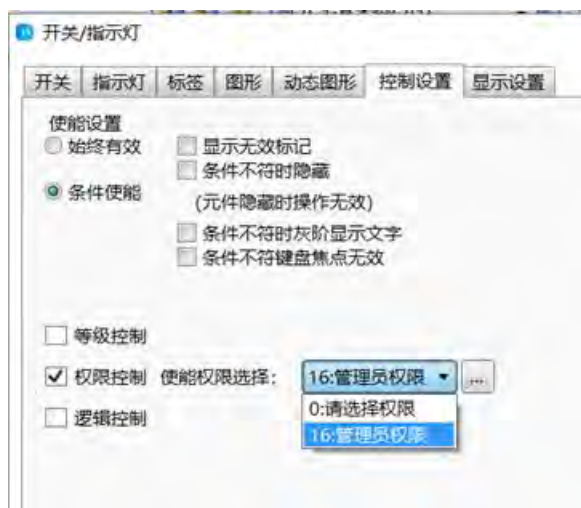 开关/指示灯
开关 指示灯 标签 图形 动态图形 控制设置 显示设置
使能设置
始终有效 显示无效标记
条件不符时隐藏
条件使能 (元件隐藏时操作无效)
条件不符时灰阶显示文字
条件不符键盘焦点无效
等级控制
权限控制 使能权限选择： 16:管理员权限 ...
0:请选择权限
逻辑控制 16:管理员权限